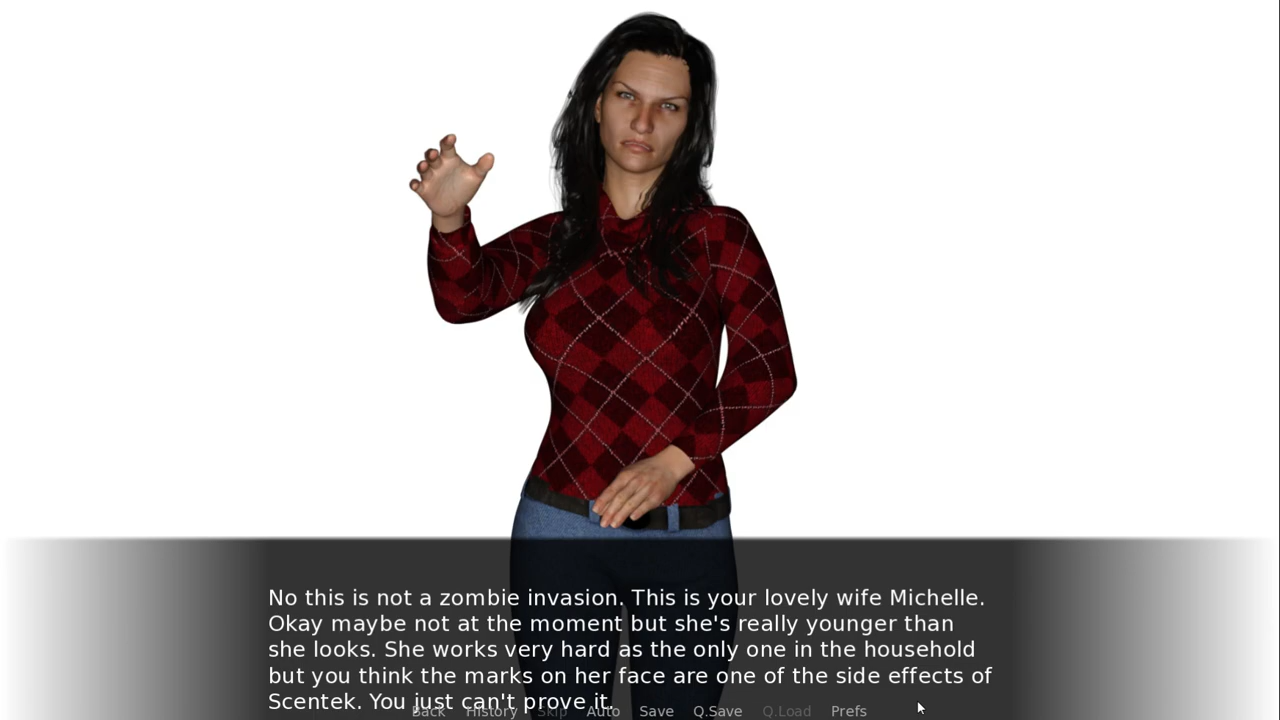 No this is not a zombie invasion. This is your lovely wife Michelle.
Okay maybe not at the moment but she's really younger than
she looks. She works very hard as the only one in the household
but you think the marks on her face are one of the side effects of
Scentek. You just can't prove it.
Back History Skip Auto Save Q.Save Q.Load Prefs